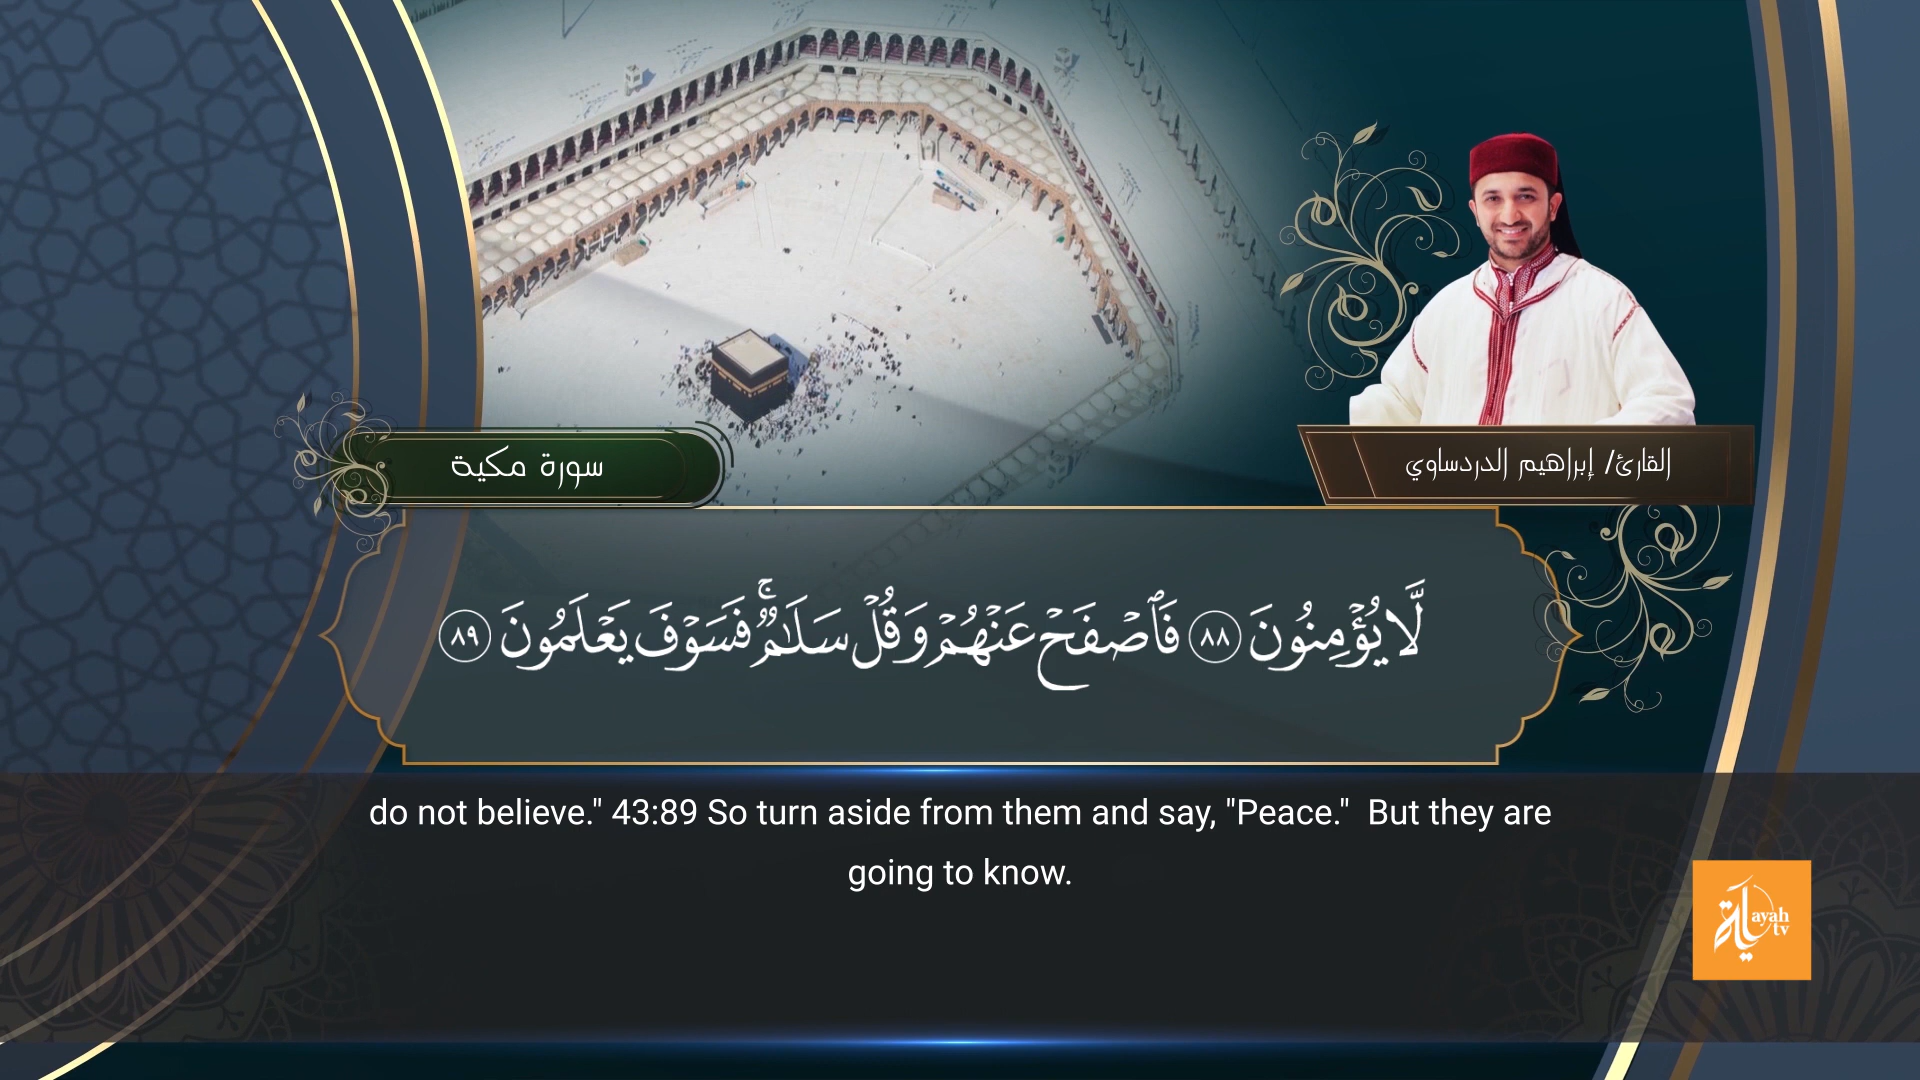 سورة مكية
القارئ/ إبراهيم الدردساوي
لَّا يُؤْمِنُونَ ٨٨ فَٱصْفَحْ عَنْهُمْ وَقُلْ سَلَٰمٌ ۚ فَسَوْفَ يَعْلَمُونَ ٨٩
do not believe." 43:89 So turn aside from them and say, "Peace."  But they are
going to know.
آية
ayah
tv